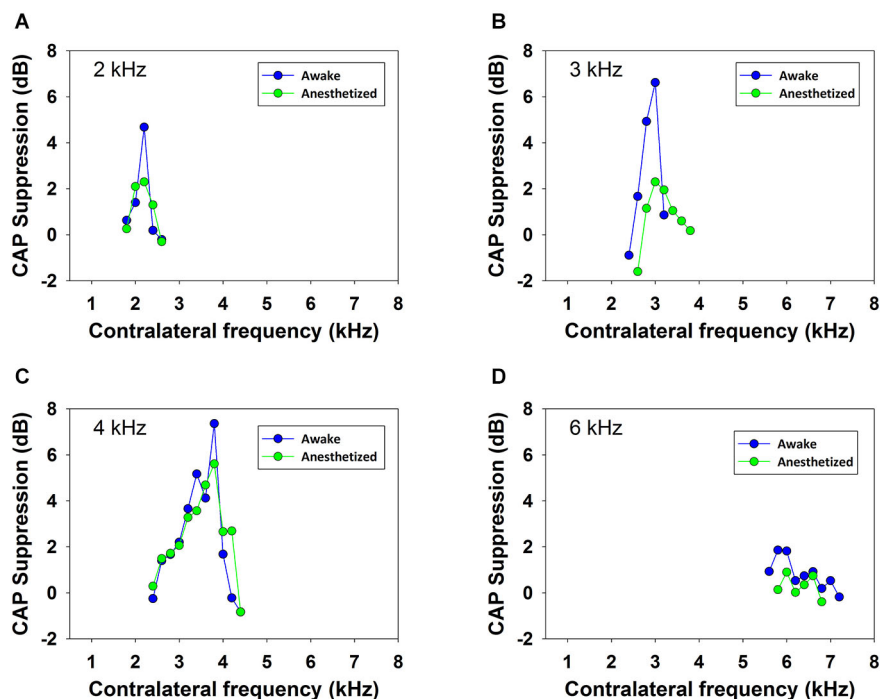 A
CAP Suppression (dB)
8
6
4
2
0
-2
2 kHz
Awake
Anesthetized
1 2 3 4 5 6 7 8
Contralateral frequency (kHz)
B
CAP Suppression (dB)
8
6
4
2
0
-2
3 kHz
Awake
Anesthetized
1 2 3 4 5 6 7 8
Contralateral frequency (kHz)
C
CAP Suppression (dB)
8
6
4
2
0
-2
4 kHz
Awake
Anesthetized
1 2 3 4 5 6 7 8
Contralateral frequency (kHz)
D
CAP Suppression (dB)
8
6
4
2
0
-2
6 kHz
Awake
Anesthetized
1 2 3 4 5 6 7 8
Contralateral frequency (kHz)